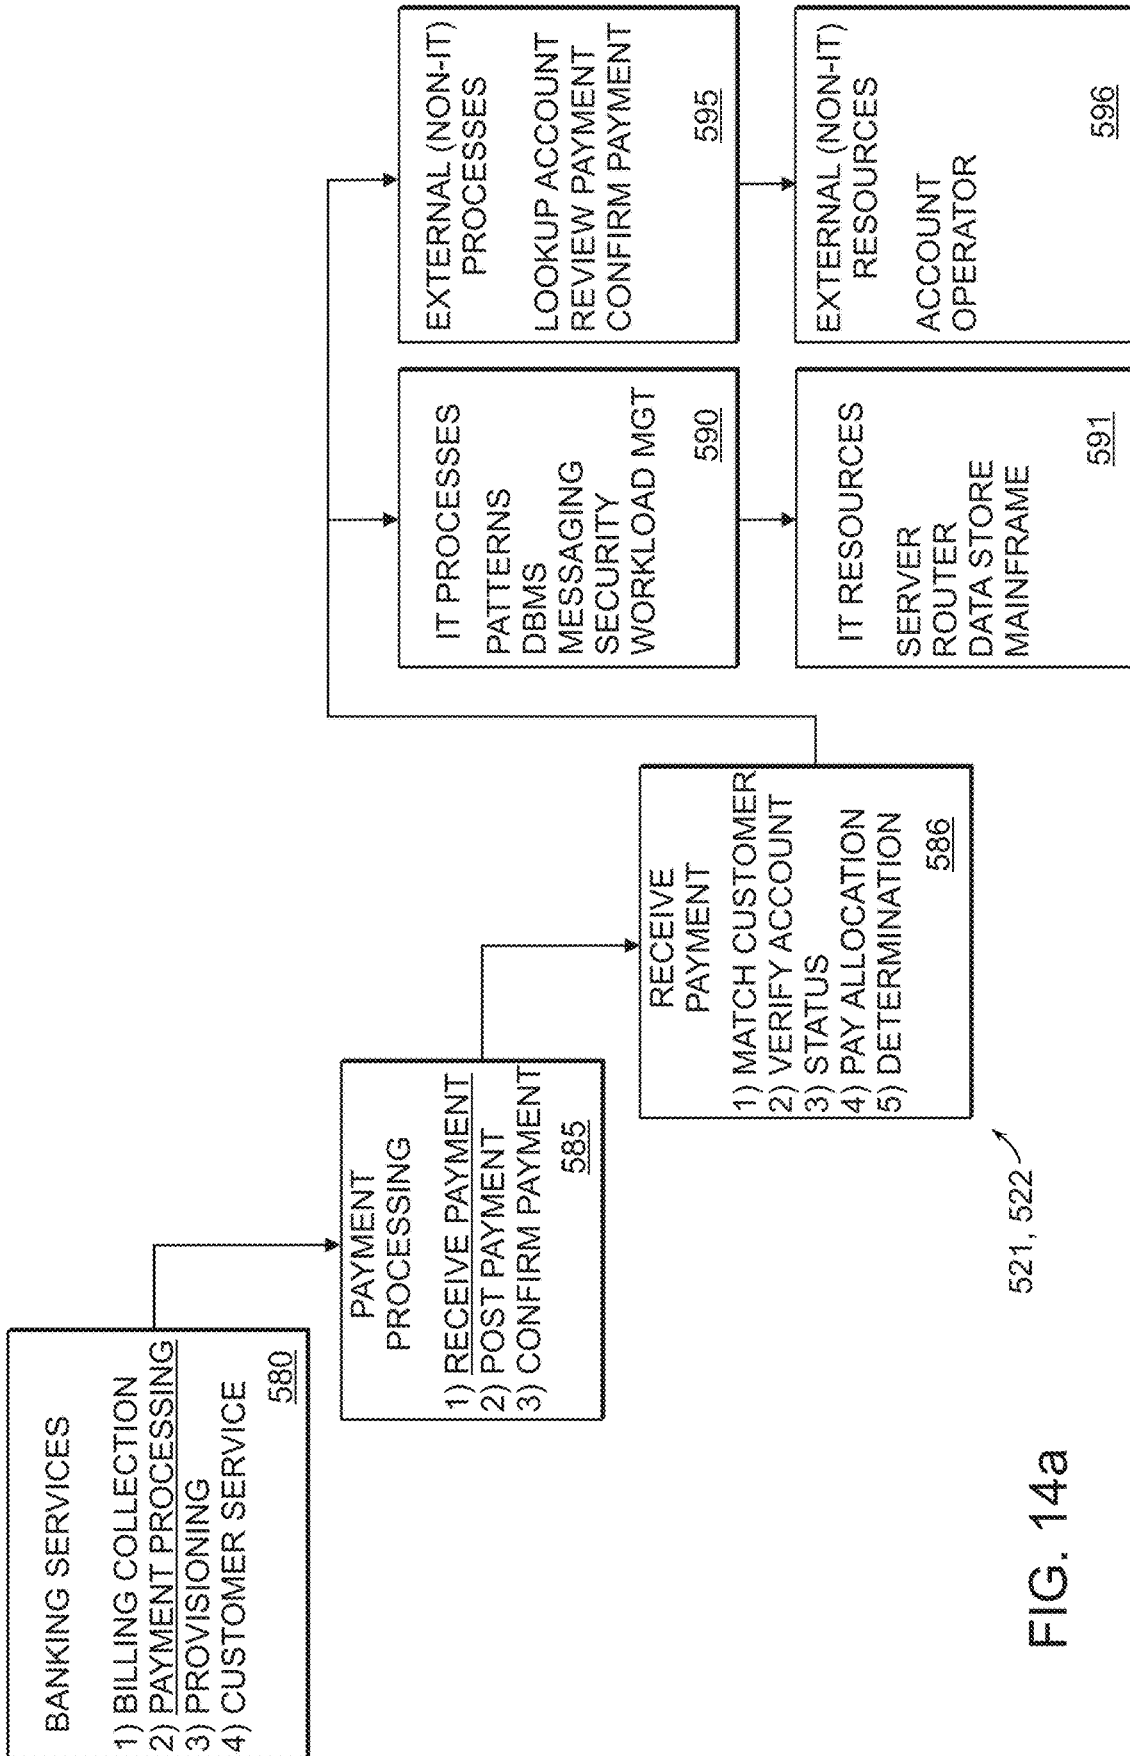 BANKING SERVICES
1) BILLING COLLECTION
2) PAYMENT PROCESSING
3) PROVISIONING
4) CUSTOMER SERVICE
580
PAYMENT
PROCESSING
1) RECEIVE PAYMENT
2) POST PAYMENT
3) CONFIRM PAYMENT
585
RECEIVE
PAYMENT
1) MATCH CUSTOMER
2) VERIFY ACCOUNT
3) STATUS
4) PAY ALLOCATION
5) DETERMINATION
586
521, 522
IT PROCESSES
PATTERNS
DBMS
MESSAGING
SECURITY
WORKLOAD MGT
590
EXTERNAL (NON-IT)
PROCESSES
LOOKUP ACCOUNT
REVIEW PAYMENT
CONFIRM PAYMENT
595
IT RESOURCES
SERVER
ROUTER
DATA STORE
MAINFRAME
591
EXTERNAL (NON-IT)
RESOURCES
ACCOUNT
OPERATOR
596
FIG. 14a